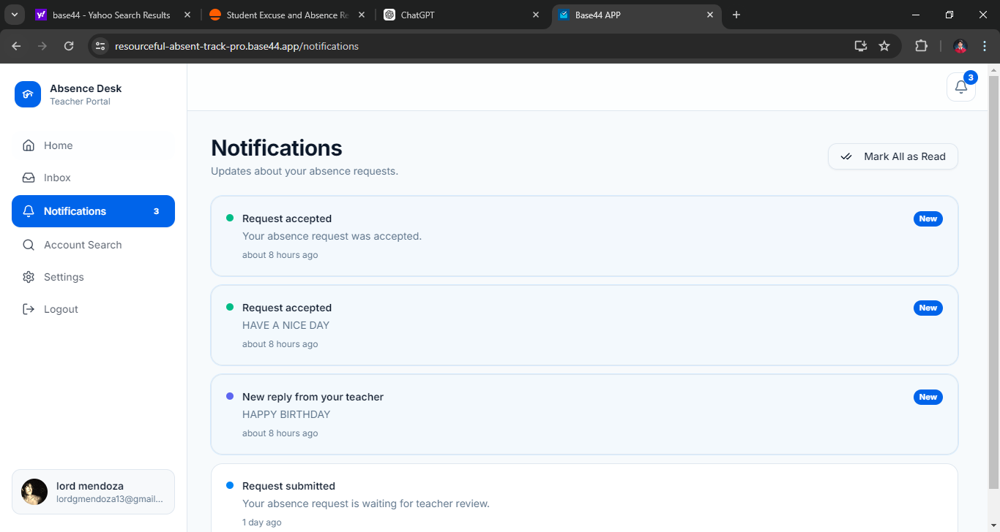 base44 - Yahoo Search Results
Student Excuse and Absence Re
ChatGPT
Base44 APP
resourceful-absent-track-pro.base44.app/notifications
Absence Desk
Teacher Portal
3
Home
Inbox
Notifications 3
Account Search
Settings
Logout
lord mendoza
lordgmendoza13@gmail...
Notifications
Updates about your absence requests.
Mark All as Read
Request accepted
New
Your absence request was accepted.
about 8 hours ago
Request accepted
New
HAVE A NICE DAY
about 8 hours ago
New reply from your teacher
New
HAPPY BIRTHDAY
about 8 hours ago
Request submitted
Your absence request is waiting for teacher review.
1 day ago